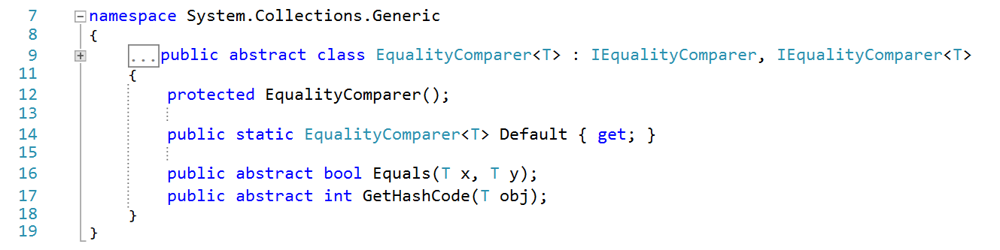 7 namespace System.Collections.Generic
8 {
9 ...public abstract class EqualityComparer<T> : IEqualityComparer, IEqualityComparer<T>
11 {
12 protected EqualityComparer();
13
14 public static EqualityComparer<T> Default { get; }
15
16 public abstract bool Equals(T x, T y);
17 public abstract int GetHashCode(T obj);
18 }
19 }